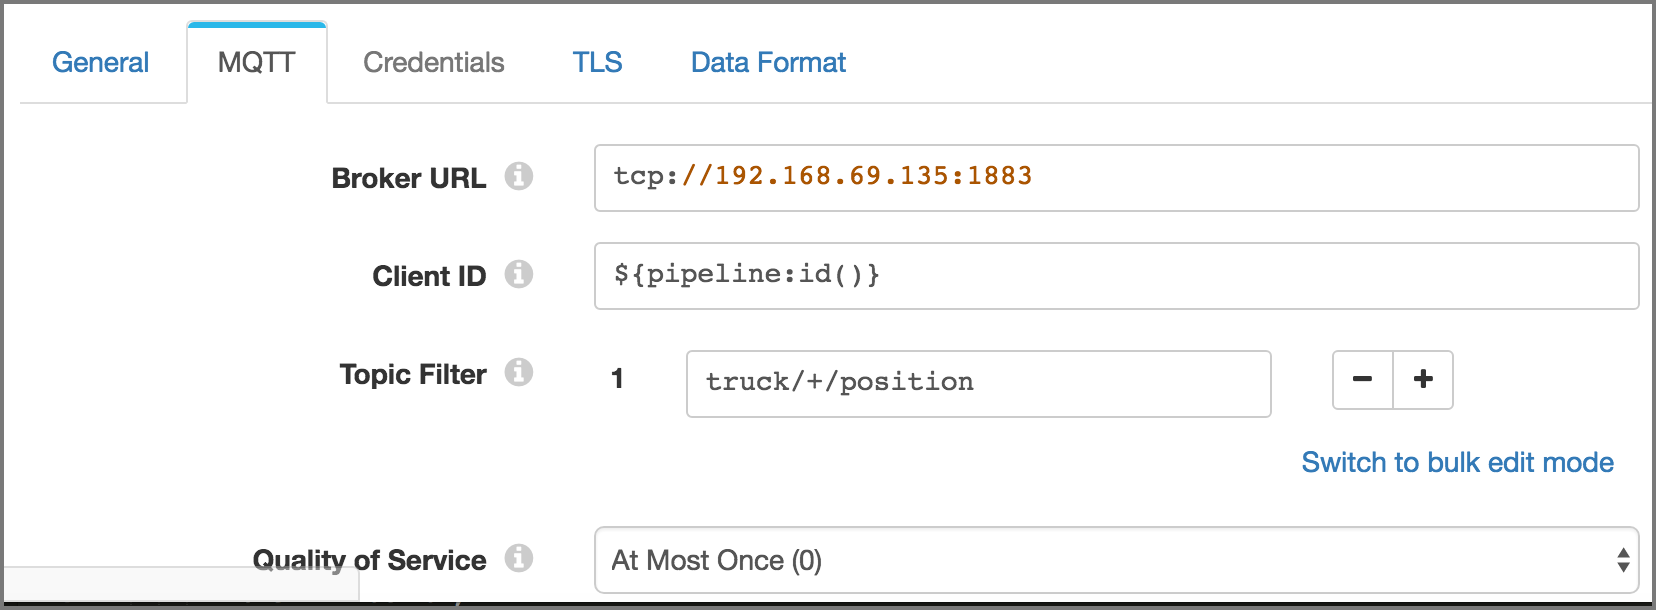 General MQTT Credentials TLS Data Format
Broker URL tcp://192.168.69.135:1883
Client ID ${pipeline:id()}
Topic Filter 1 truck/+/position − +
Switch to bulk edit mode
Quality of Service At Most Once (0)